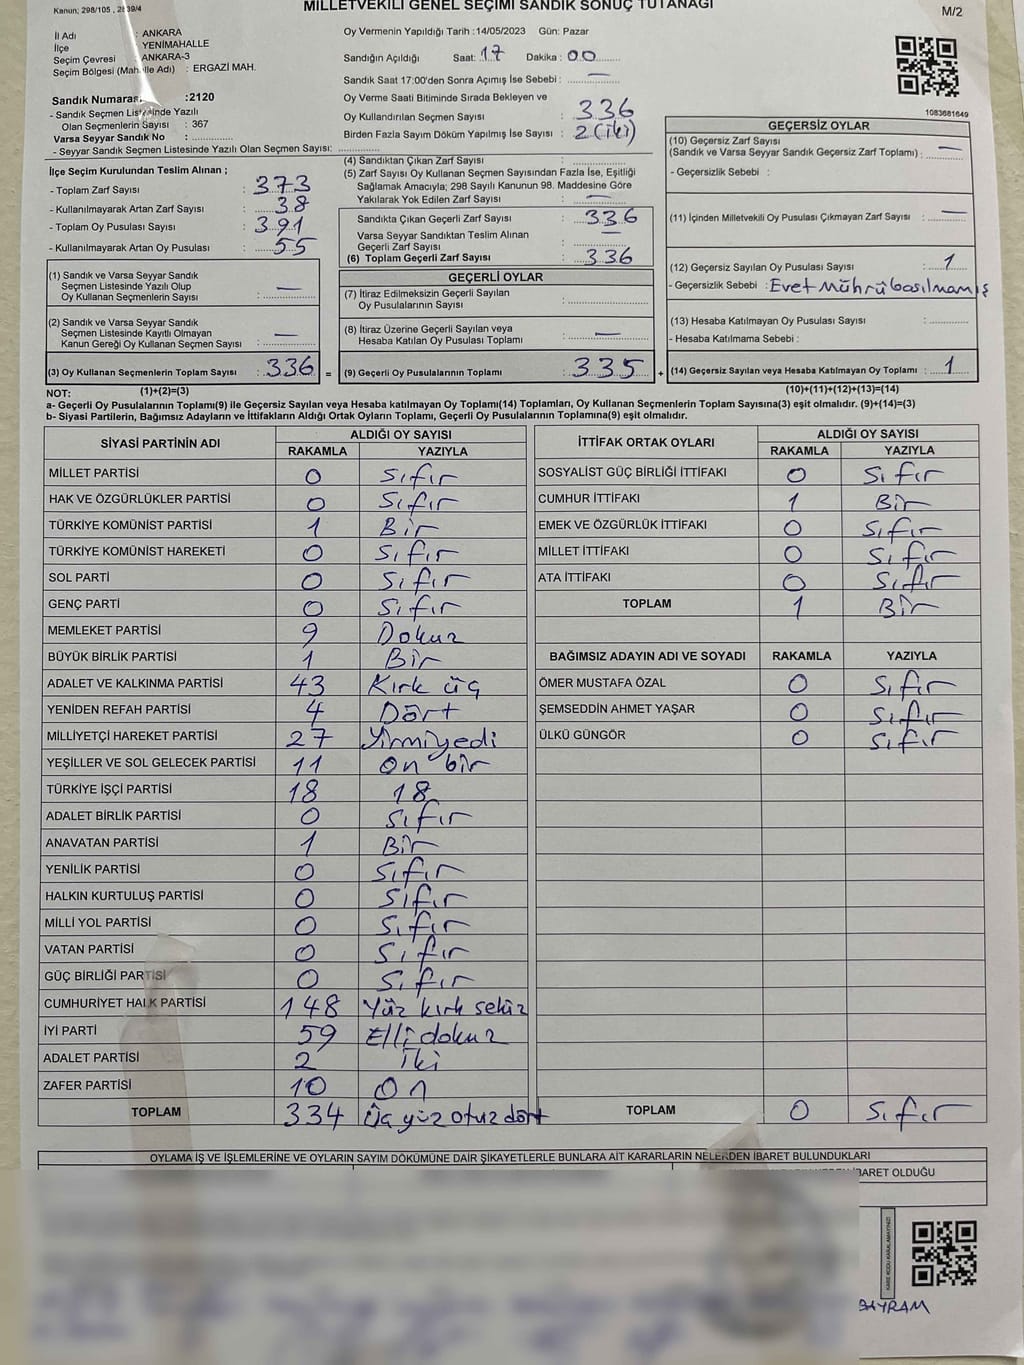 MİLLETVEKİLİ GENEL SEÇİMİ SANDIK SONUÇ TUTANAĞI
Kanun; 298/105 , 2839/4
M/2
İl Adı : ANKARA
İlçe : YENİMAHALLE
Seçim Çevresi : ANKARA-3
Seçim Bölgesi (Mahalle Adı) : ERGAZİ MAH.
Sandık Numarası :2120
- Sandık Seçmen Listesinde Yazılı
Olan Seçmenlerin Sayısı : 367
Varsa Seyyar Sandık No :
- Seyyar Sandık Seçmen Listesinde Yazılı Olan Seçmen Sayısı:
Oy Vermenin Yapıldığı Tarih : 14/05/2023 Gün: Pazar
Sandığın Açıldığı Saat: 17 Dakika : 00
Sandık Saat 17:00'den Sonra Açımış İse Sebebi : —
Oy Verme Saati Bitiminde Sırada Bekleyen ve
Oy Kullandırılan Seçmen Sayısı : 336
Birden Fazla Sayım Döküm Yapılmış İse Sayısı : 2 (iki)
1083681649
İlçe Seçim Kurulundan Teslim Alınan ;
- Toplam Zarf Sayısı : 373
- Kullanılmayarak Artan Zarf Sayısı : 38
- Toplam Oy Pusulası Sayısı : 391
- Kullanılmayarak Artan Oy Pusulası : 55
(1) Sandık ve Varsa Seyyar Sandık
Seçmen Listesinde Yazılı Olup
Oy Kullanan Seçmenlerin Sayısı : —
(2) Sandık ve Varsa Seyyar Sandık
Seçmen Listesinde Kayıtlı Olmayan
Kanun Gereği Oy Kullanan Seçmen Sayısı : —
(3) Oy Kullanan Seçmenlerin Toplam Sayısı : 336 =
(4) Sandıktan Çıkan Zarf Sayısı :
(5) Zarf Sayısı Oy Kullanan Seçmen Sayısından Fazla İse, Eşitliği
Sağlamak Amacıyla; 298 Sayılı Kanunun 98. Maddesine Göre
Yakılarak Yok Edilen Zarf Sayısı : —
Sandıkta Çıkan Geçerli Zarf Sayısı : 336
Varsa Seyyar Sandıktan Teslim Alınan
Geçerli Zarf Sayısı : —
(6) Toplam Geçerli Zarf Sayısı : 336
GEÇERLİ OYLAR
(7) İtiraz Edilmeksizin Geçerli Sayılan
Oy Pusulalarının Sayısı :
(8) İtiraz Üzerine Geçerli Sayılan veya
Hesaba Katılan Oy Pusulası Toplamı : —
(9) Geçerli Oy Pusulalarının Toplamı : 335 +
GEÇERSİZ OYLAR
(10) Geçersiz Zarf Sayısı
(Sandık ve Varsa Seyyar Sandık Geçersiz Zarf Toplamı) : —
- Geçersizlik Sebebi :
(11) İçinden Milletvekili Oy Pusulası Çıkmayan Zarf Sayısı : —
(12) Geçersiz Sayılan Oy Pusulası Sayısı : 1
- Geçersizlik Sebebi : Evet Mührü basılmamış
(13) Hesaba Katılmayan Oy Pusulası Sayısı :
- Hesaba Katılmama Sebebi :
(14) Geçersiz Sayılan veya Hesaba Katılmayan Oy Toplamı : 1
NOT: (1)+(2)=(3) (10)+(11)+(12)+(13)=(14)
a- Geçerli Oy Pusulalarının Toplamı(9) ile Geçersiz Sayılan veya Hesaba katılmayan Oy Toplamı(14) Toplamları, Oy Kullanan Seçmenlerin Toplam Sayısına(3) eşit olmalıdır. (9)+(14)=(3)
b- Siyasi Partilerin, Bağımsız Adayların ve İttifakların Aldığı Ortak Oyların Toplamı, Geçerli Oy Pusulalarının Toplamına(9) eşit olmalıdır.
SİYASİ PARTİNİN ADI ALDIĞI OY SAYISI
RAKAMLA YAZIYLA
MİLLET PARTİSİ 0 Sıfır
HAK VE ÖZGÜRLÜKLER PARTİSİ 0 Sıfır
TÜRKİYE KOMÜNİST PARTİSİ 1 Bir
TÜRKİYE KOMÜNİST HAREKETİ 0 Sıfır
SOL PARTİ 0 Sıfır
GENÇ PARTİ 0 Sıfır
MEMLEKET PARTİSİ 9 Dokuz
BÜYÜK BİRLİK PARTİSİ 1 Bir
ADALET VE KALKINMA PARTİSİ 43 Kırk üç
YENİDEN REFAH PARTİSİ 4 Dört
MİLLİYETÇİ HAREKET PARTİSİ 27 Yirmiyedi
YEŞİLLER VE SOL GELECEK PARTİSİ 11 On bir
TÜRKİYE İŞÇİ PARTİSİ 18 18
ADALET BİRLİK PARTİSİ 0 Sıfır
ANAVATAN PARTİSİ 1 Bir
YENİLİK PARTİSİ 0 Sıfır
HALKIN KURTULUŞ PARTİSİ 0 Sıfır
MİLLİ YOL PARTİSİ 0 Sıfır
VATAN PARTİSİ 0 Sıfır
GÜÇ BİRLİĞİ PARTİSİ 0 Sıfır
CUMHURİYET HALK PARTİSİ 148 Yüz kırk sekiz
İYİ PARTİ 59 Elli dokuz
ADALET PARTİSİ 2 İki
ZAFER PARTİSİ 10 On
TOPLAM 334 Üç yüz otuz dört
İTTİFAK ORTAK OYLARI ALDIĞI OY SAYISI
RAKAMLA YAZIYLA
SOSYALİST GÜÇ BİRLİĞİ İTTİFAKI 0 Sıfır
CUMHUR İTTİFAKI 1 Bir
EMEK VE ÖZGÜRLÜK İTTİFAKI 0 Sıfır
MİLLET İTTİFAKI 0 Sıfır
ATA İTTİFAKI 0 Sıfır
TOPLAM 1 Bir
BAĞIMSIZ ADAYIN ADI VE SOYADI RAKAMLA YAZIYLA
ÖMER MUSTAFA ÖZAL 0 Sıfır
ŞEMSEDDİN AHMET YAŞAR 0 Sıfır
ÜLKÜ GÜNGÖR 0 Sıfır
TOPLAM 0 Sıfır
OYLAMA İŞ VE İŞLEMLERİNE VE OYLARIN SAYIM DÖKÜMÜNE DAİR ŞİKAYETLERLE BUNLARA AİT KARARLARIN NELERDEN İBARET BULUNDUKLARI
İBARET OLDUĞU
KARE KODU KARALAMAYINIZ!
BAYRAM